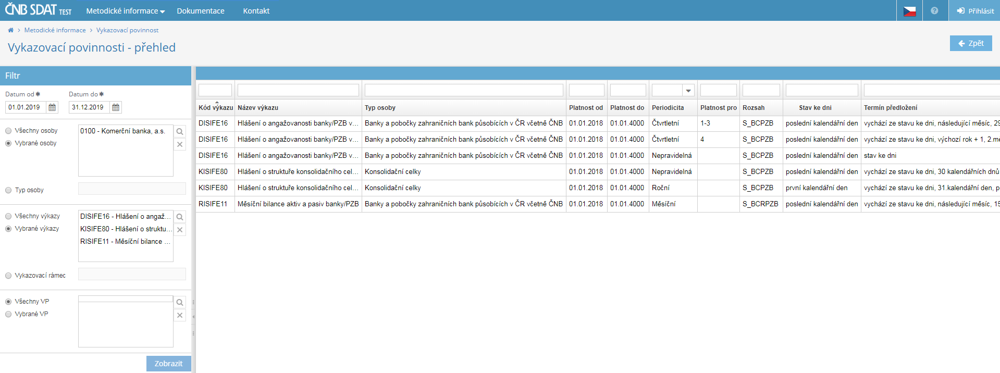 ČNB SDAT TEST Metodické informace Dokumentace Kontakt Přihlásit
Metodické informace Vykazovací povinnost
Vykazovací povinnosti - přehled
Zpět
Filtr
Datum od ✱ Datum do ✱
01.01.2019 31.12.2019
Všechny osoby
Vybrané osoby
0100 - Komerční banka, a.s.
Typ osoby
Všechny výkazy
Vybrané výkazy
DISIFE16 - Hlášení o angaž...
KISIFE80 - Hlášení o struktu...
RISIFE11 - Měsíční bilance ...
Vykazovací rámec
Všechny VP
Vybrané VP
Zobrazit
Kód výkazu Název výkazu Typ osoby Platnost od Platnost do Periodicita Platnost pro Rozsah Stav ke dni Termín předložení
DISIFE16 Hlášení o angažovanosti banky/PZB v... Banky a pobočky zahraničních bank působících v ČR včetně ČNB 01.01.2018 01.01.4000 Čtvrtletní 1-3 S_BCPZB poslední kalendářní den vychází ze stavu ke dni, následující měsíc, 29
DISIFE16 Hlášení o angažovanosti banky/PZB v... Banky a pobočky zahraničních bank působících v ČR včetně ČNB 01.01.2018 01.01.4000 Čtvrtletní 4 S_BCPZB poslední kalendářní den vychází ze stavu ke dni, výchozí rok + 1, 2.mě
DISIFE16 Hlášení o angažovanosti banky/PZB v... Banky a pobočky zahraničních bank působících v ČR včetně ČNB 01.01.2018 01.01.4000 Nepravidelná S_BCPZB poslední kalendářní den stav ke dni
KISIFE80 Hlášení o struktuře konsolidačního cel... Konsolidační celky 01.01.2018 01.01.4000 Nepravidelná S_BCPZB poslední kalendářní den vychází ze stavu ke dni, 30 kalendářních dnů
KISIFE80 Hlášení o struktuře konsolidačního cel... Konsolidační celky 01.01.2018 01.01.4000 Roční S_BCPZB první kalendářní den vychází ze stavu ke dni, 31.kalendářní den, p
RISIFE11 Měsíční bilance aktiv a pasiv banky/PZB Banky a pobočky zahraničních bank působících v ČR včetně ČNB 01.01.2018 01.01.4000 Měsíční S_BCRPZB poslední kalendářní den vychází ze stavu ke dni, následující měsíc, 15